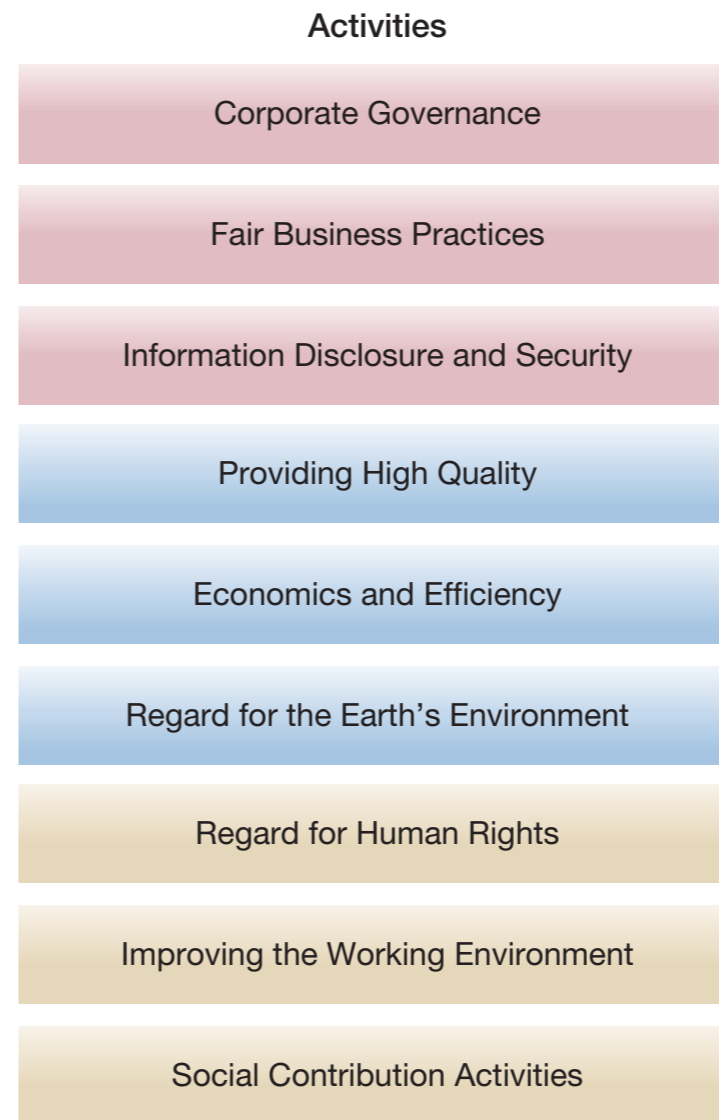 Activities
Corporate Governance
Fair Business Practices
Information Disclosure and Security
Providing High Quality
Economics and Efficiency
Regard for the Earth’s Environment
Regard for Human Rights
Improving the Working Environment
Social Contribution Activities